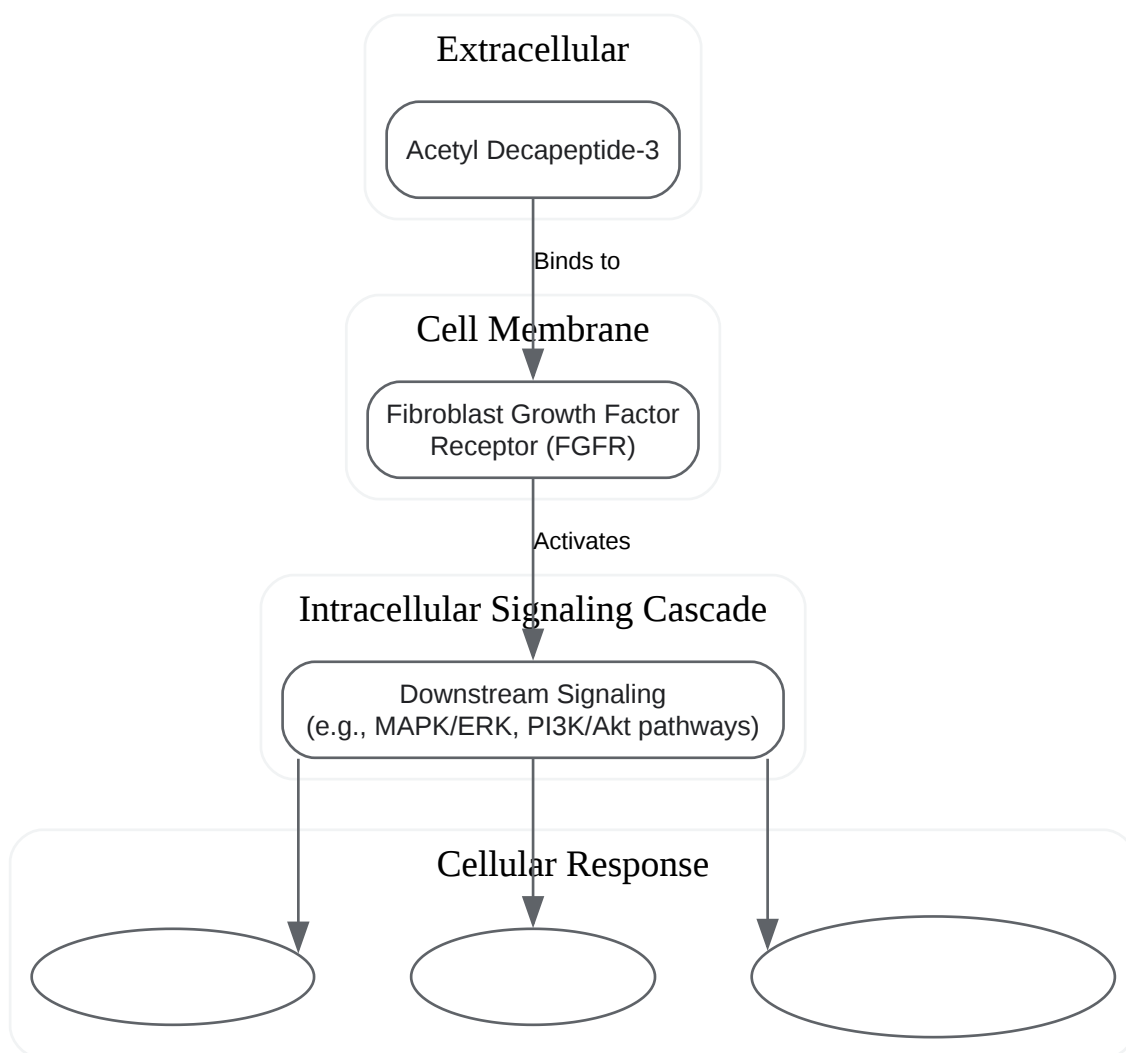 Extracellular
Acetyl Decapeptide-3
Binds to
Cell Membrane
Fibroblast Growth Factor
Receptor (FGFR)
Activates
Intracellular Signaling Cascade
Downstream Signaling
(e.g., MAPK/ERK, PI3K/Akt pathways)
Cellular Response